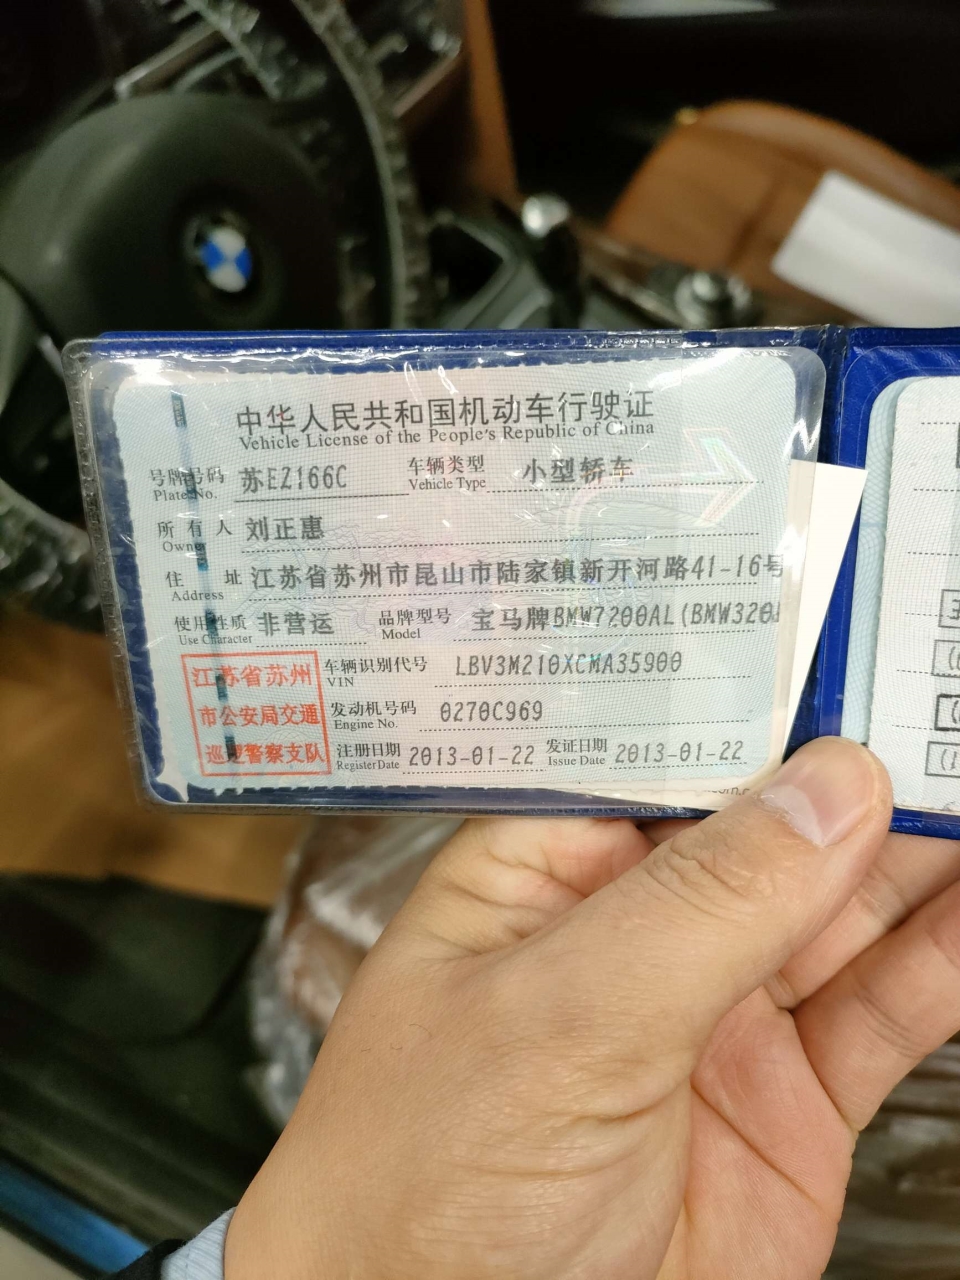 中华人民共和国机动车行驶证
Vehicle License of the People's Republic of China
号牌号码 苏EZ166C 车辆类型 小型轿车
Plate No. Vehicle Type
所有人 刘正惠
Owner
住址 江苏省苏州市昆山市陆家镇新开河路41-16号
Address
使用性质 非营运 品牌型号 宝马牌BMW7200AL(BMW320
Use Character Model
江苏省苏州
市公安局交通
巡逻警察支队
车辆识别代号 LBV3M210XCMA35900
VIN
发动机号码 0270C969
Engine No.
注册日期 2013-01-22 发证日期 2013-01-22
Register Date Issue Date